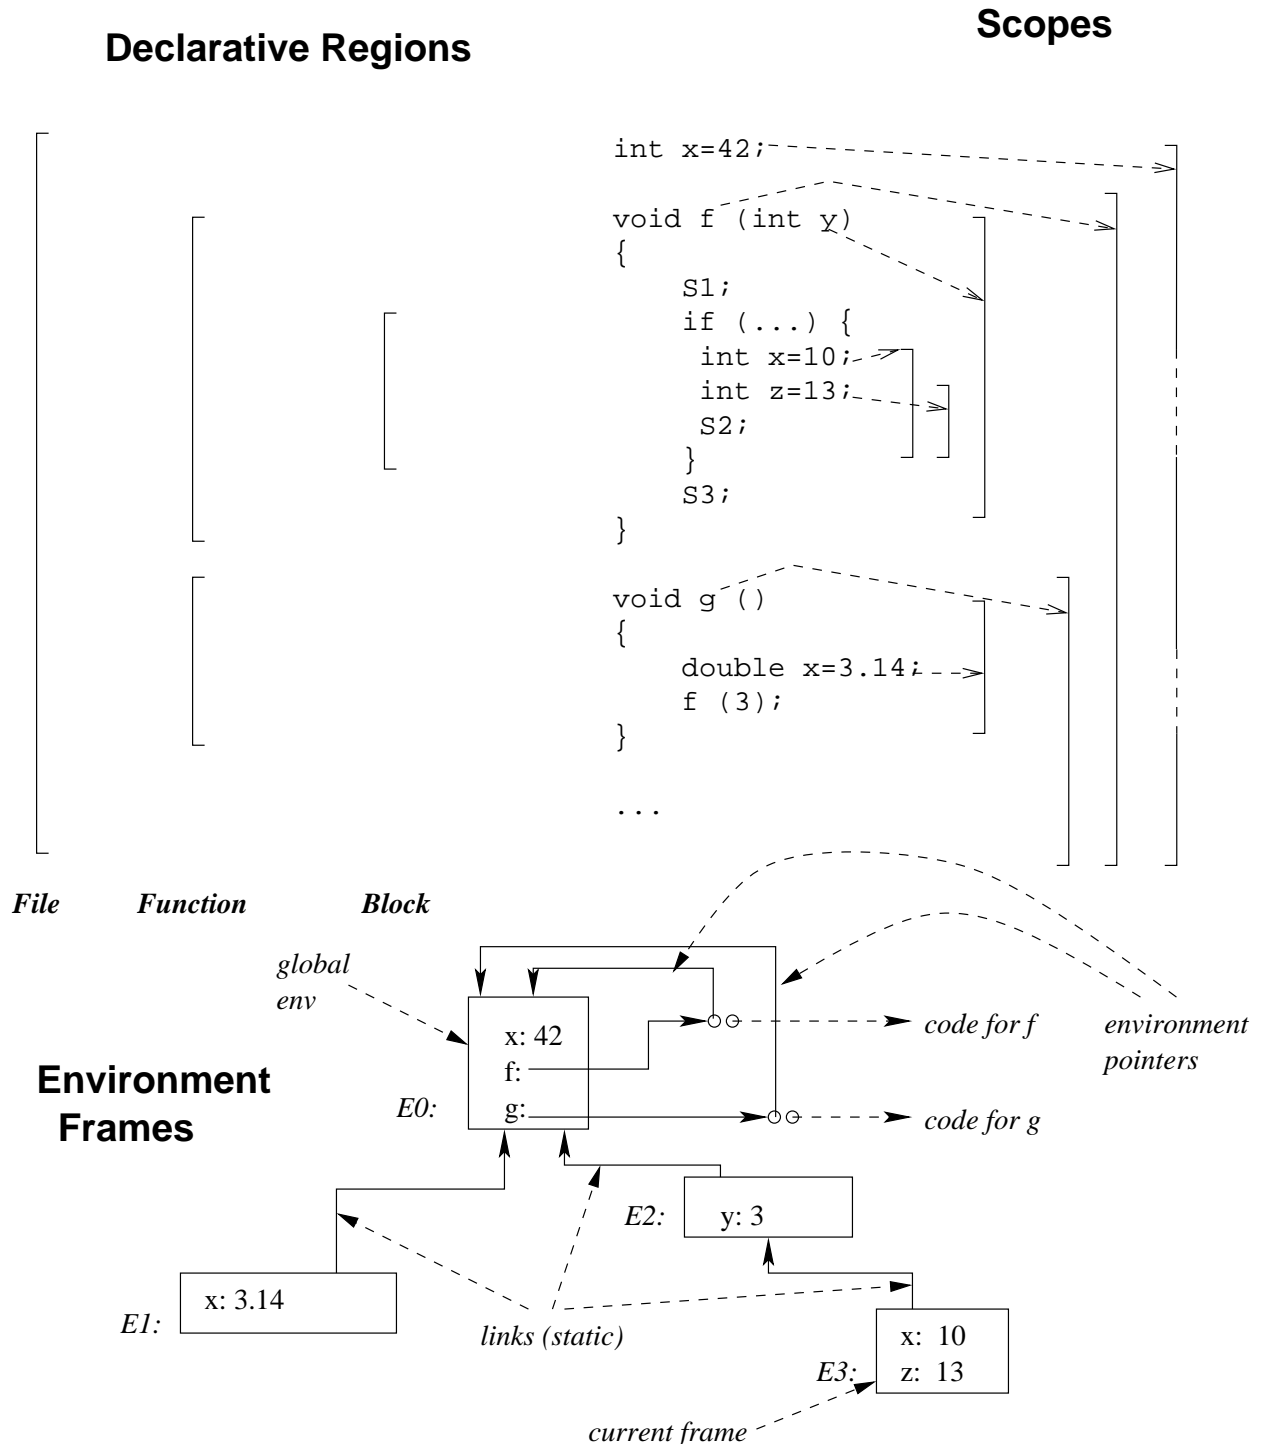 Declarative Regions
Scopes
int x=42;
void f (int y)
{
S1;
if (...) {
int x=10;
int z=13;
S2;
}
S3;
}
void g ()
{
double x=3.14;
f (3);
}
...
File
Function
Block
global
env
x: 42
f:
g:
E0:
code for f
code for g
environment
pointers
Environment
Frames
E2:
y: 3
E1:
x: 3.14
links (static)
E3:
x: 10
z: 13
current frame